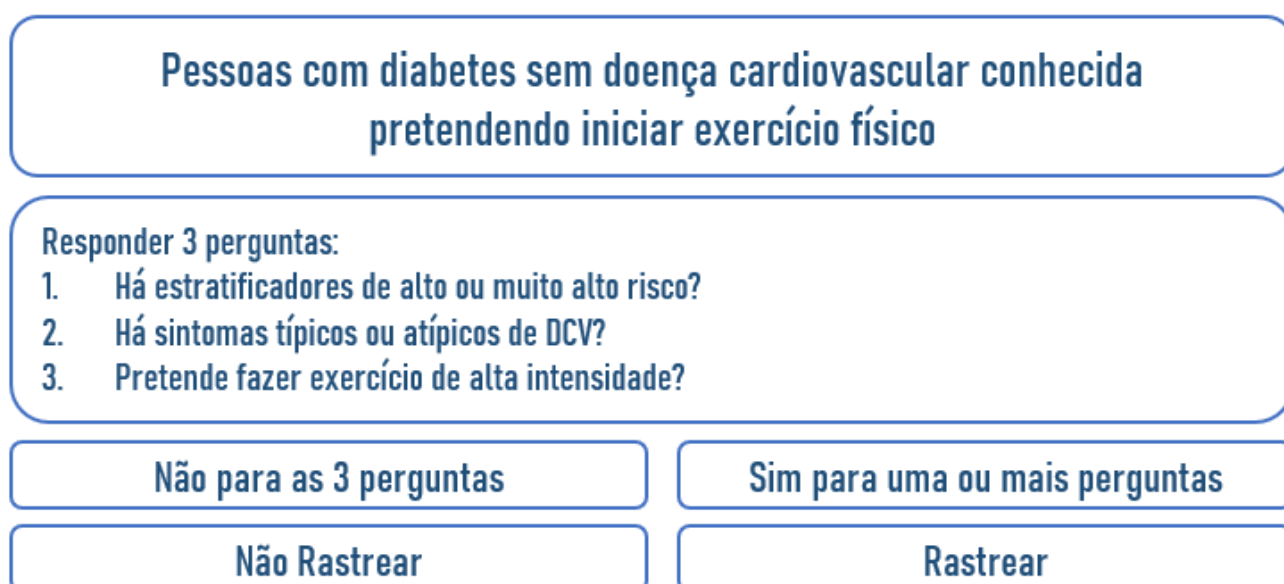 Pessoas com diabetes sem doença cardiovascular conhecida
pretendendo iniciar exercício físico
Responder 3 perguntas:
1. Há estratificadores de alto ou muito alto risco?
2. Há sintomas típicos ou atípicos de DCV?
3. Pretende fazer exercício de alta intensidade?
Não para as 3 perguntas
Sim para uma ou mais perguntas
Não Rastrear
Rastrear